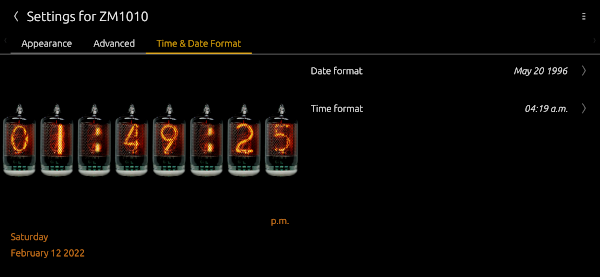 Settings for ZM1010
Appearance Advanced Time & Date Format
Date format May 20 1996
Time format 04:19 a.m.
01:49:25
p.m.
Saturday
February 12 2022